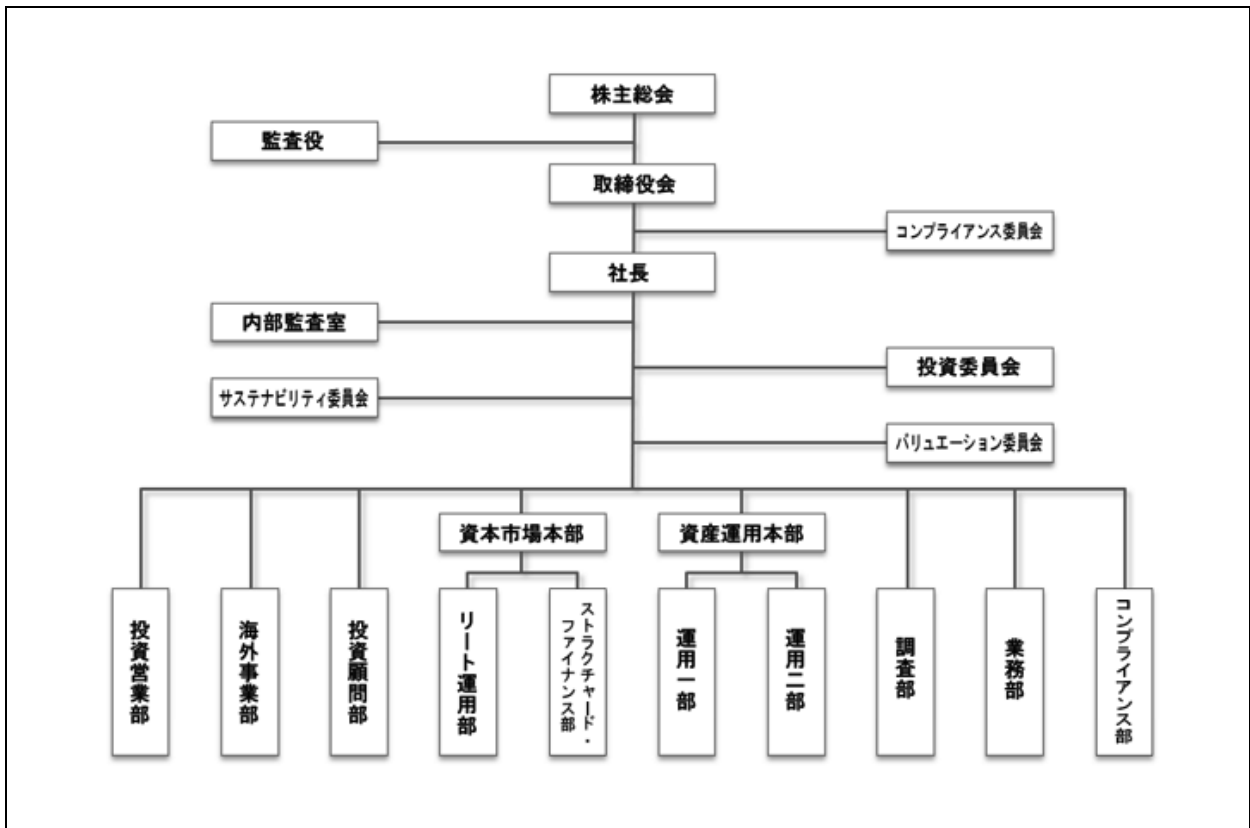 株主総会
監査役
取締役会
コンプライアンス委員会
社長
内部監査室
投資委員会
サステナビリティ委員会
バリュエーション委員会
資本市場本部
資産運用本部
投資営業部
海外事業部
投資顧問部
リート運用部
ストラクチャード・
ファイナンス部
運用一部
運用二部
調査部
業務部
コンプライアンス部